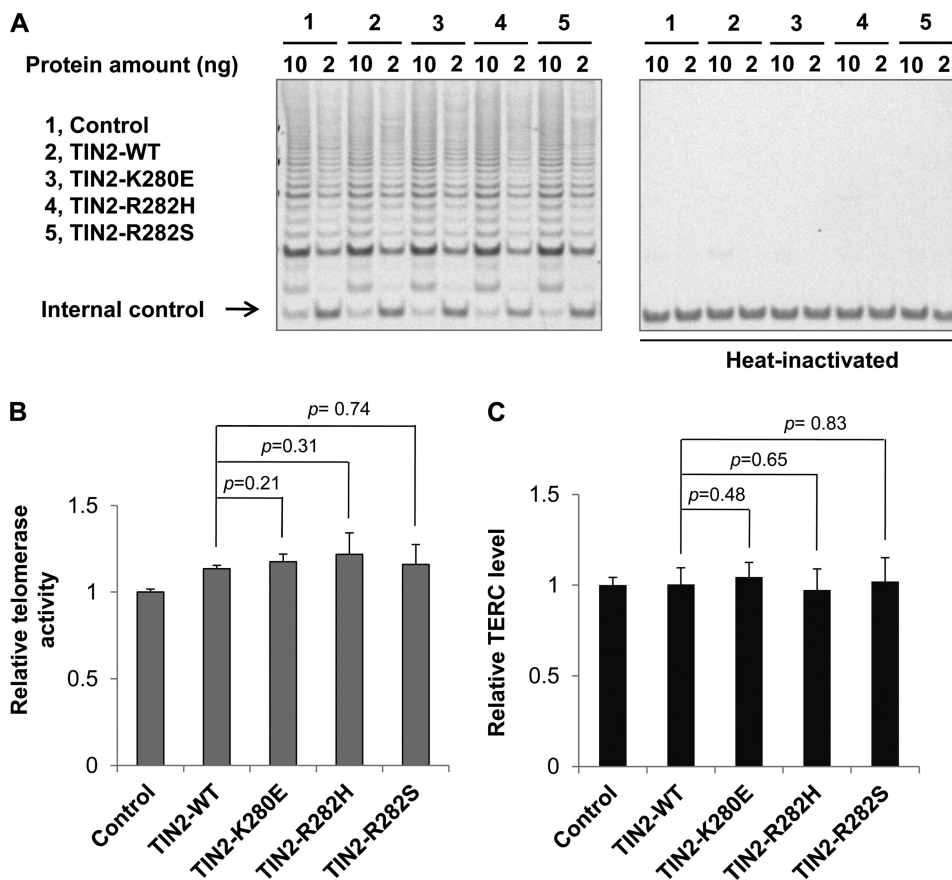 A
1 2 3 4 5 1 2 3 4 5
Protein amount (ng) 10 2 10 2 10 2 10 2 10 2 10 2 10 2 10 2 10 2 10 2
1, Control
2, TIN2-WT
3, TIN2-K280E
4, TIN2-R282H
5, TIN2-R282S
Internal control →
Heat-inactivated
B
p= 0.74
p=0.31
p=0.21
1.5
1
0.5
0
Relative telomerase
activity
Control
TIN2-WT
TIN2-K280E
TIN2-R282H
TIN2-R282S
C
p= 0.83
p=0.65
p=0.48
1.5
1
0.5
0
Relative TERC level
Control
TIN2-WT
TIN2-K280E
TIN2-R282H
TIN2-R282S